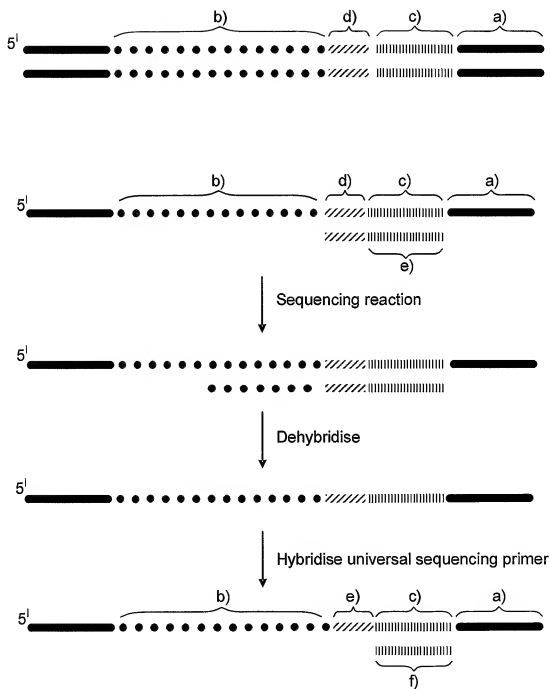 b) d) c) a)
5'
b) d) c) a)
5'
e)
Sequencing reaction
5'
Dehybridise
5'
Hybridise universal sequencing primer
b) e) c) a)
5'
f)